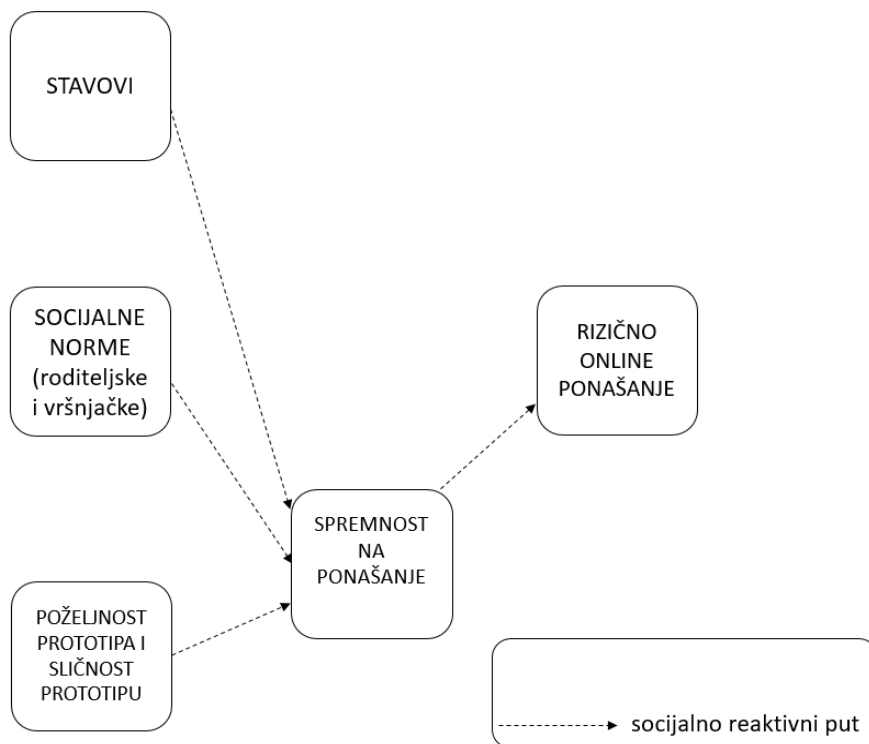 STAVOVI
SOCIJALNE
NORME
(roditeljske
i vršnjačke)
RIZIČNO
ONLINE
PONAŠANJE
SPREMNOST
NA
PONAŠANJE
POŽELJNOST
PROTOTIPA I
SLIČNOST
PROTOTIPU
socijalno reaktivni put